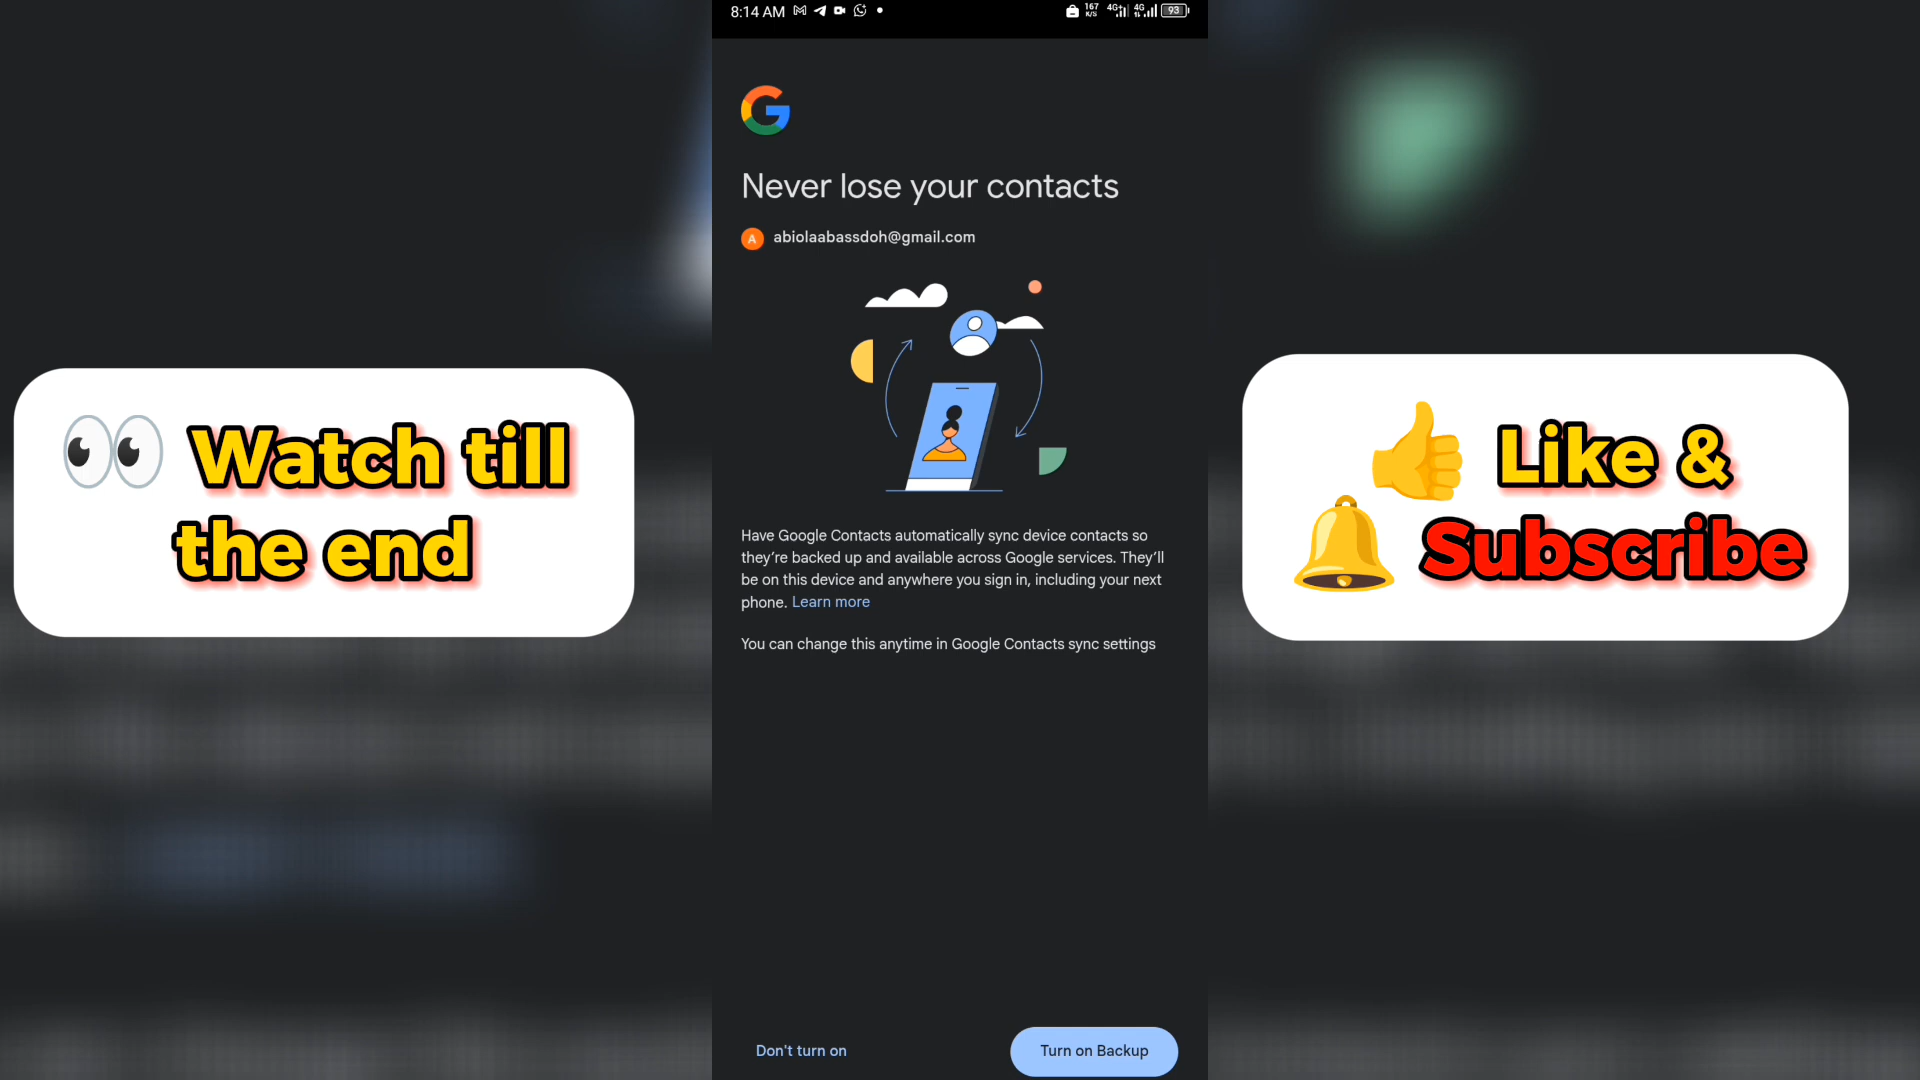 8:14 AM
167
K/S
4G+
4G
93
Never lose your contacts
A
abiolaabassdoh@gmail.com
Watch till
the end
Like &
Subscribe
Have Google Contacts automatically sync device contacts so
they’re backed up and available across Google services. They’ll
be on this device and anywhere you sign in, including your next
phone. Learn more
You can change this anytime in Google Contacts sync settings
Don't turn on
Turn on Backup